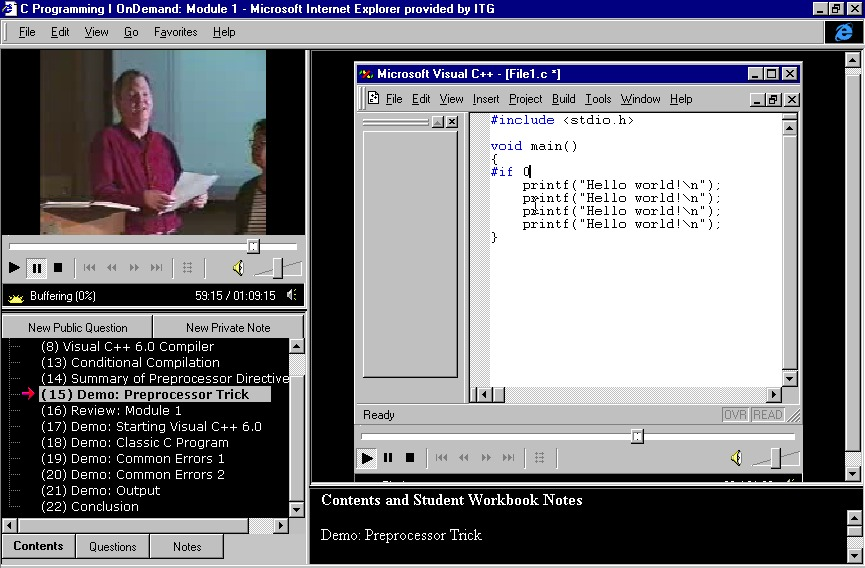 C Programming I OnDemand: Module 1 - Microsoft Internet Explorer provided by ITG
File Edit View Go Favorites Help
Buffering (0%) 59:15 / 01:09:15
New Public Question New Private Note
(8) Visual C++ 6.0 Compiler
(13) Conditional Compilation
(14) Summary of Preprocessor Directive
(15) Demo: Preprocessor Trick
(16) Review: Module 1
(17) Demo: Starting Visual C++ 6.0
(18) Demo: Classic C Program
(19) Demo: Common Errors 1
(20) Demo: Common Errors 2
(21) Demo: Output
(22) Conclusion
Contents Questions Notes
Microsoft Visual C++ - [File1.c *]
File Edit View Insert Project Build Tools Window Help
#include <stdio.h>
void main()
{
#if 0
printf("Hello world!\n");
printf("Hello world!\n");
printf("Hello world!\n");
printf("Hello world!\n");
}
Ready OVR READ
Contents and Student Workbook Notes
Demo: Preprocessor Trick